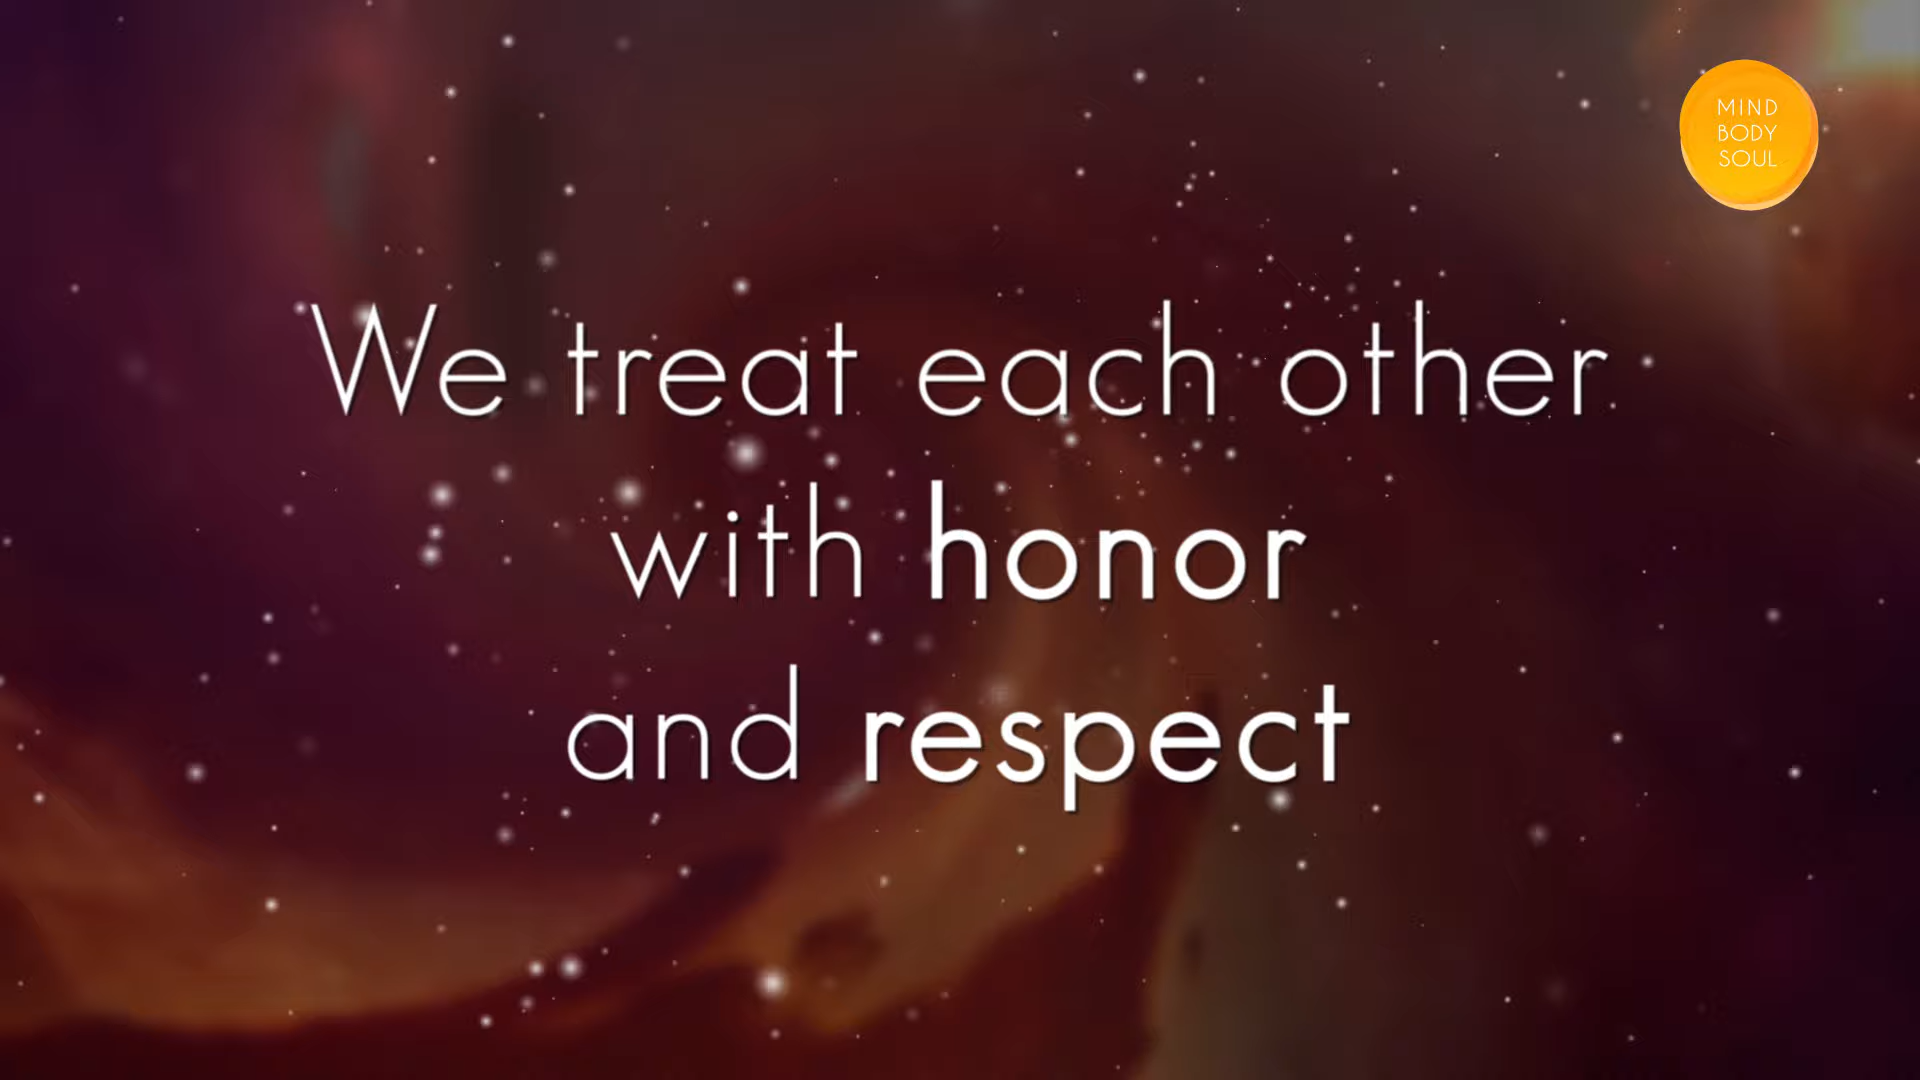 MIND
BODY
SOUL
We treat each other
with honor
and respect